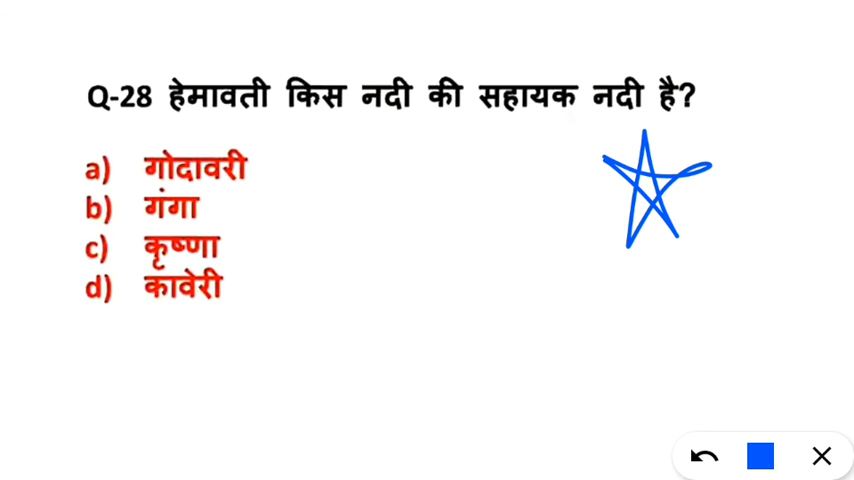 Q-28 हेमावती किस नदी की सहायक नदी है?
a) गोदावरी
b) गंगा
c) कृष्णा
d) कावेरी